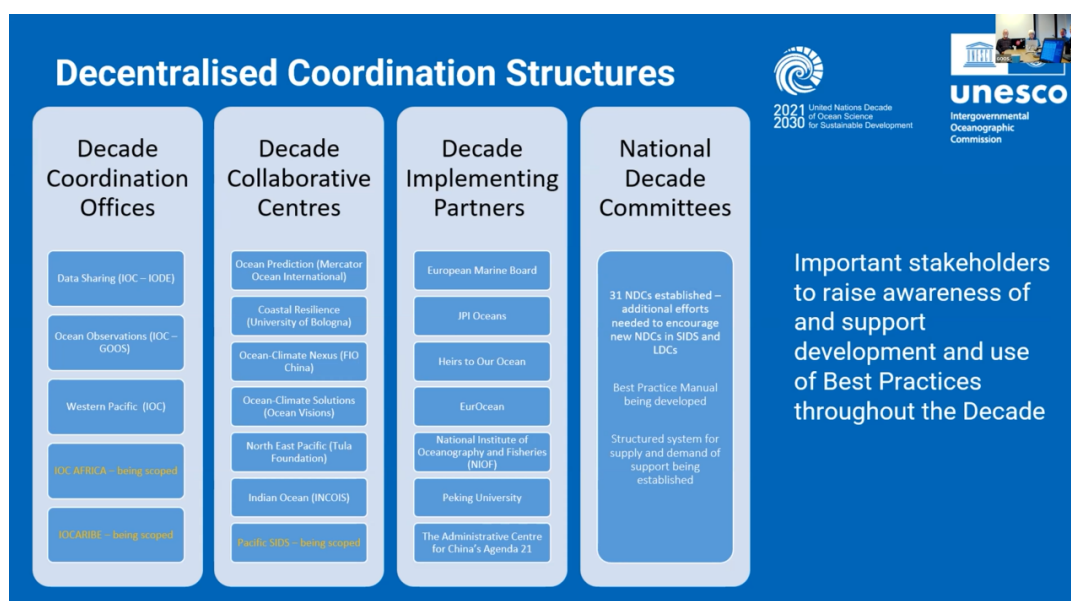 Decentralised Coordination Structures
2021
2030
United Nations Decade
of Ocean Science
for Sustainable Development
GOOS
unesco
Intergovernmental
Oceanographic
Commission
Decade
Coordination
Offices
Data Sharing (IOC – IODE)
Ocean Observations (IOC –
GOOS)
Western Pacific (IOC)
IOC AFRICA – being scoped
IOCARIBE – being scoped
Decade
Collaborative
Centres
Ocean Prediction (Mercator
Ocean International)
Coastal Resilience
(University of Bologna)
Ocean-Climate Nexus (FIO
China)
Ocean-Climate Solutions
(Ocean Visions)
North East Pacific (Tula
Foundation)
Indian Ocean (INCOIS)
Pacific SIDS – being scoped
Decade
Implementing
Partners
European Marine Board
JPI Oceans
Heirs to Our Ocean
EurOcean
National Institute of
Oceanography and Fisheries
(NIOF)
Peking University
The Administrative Centre
for China's Agenda 21
National
Decade
Committees
31 NDCs established –
additional efforts
needed to encourage
new NDCs in SIDS and
LDCs
Best Practice Manual
being developed
Structured system for
supply and demand of
support being
established
Important stakeholders
to raise awareness of
and support
development and use
of Best Practices
throughout the Decade